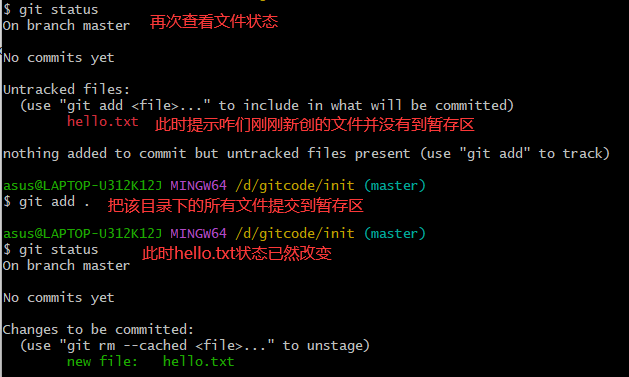 $ git status
On branch master 再次查看文件状态
No commits yet
Untracked files:
(use "git add <file>..." to include in what will be committed)
hello.txt 此时提示咋们刚刚新创的文件并没有到暂存区
nothing added to commit but untracked files present (use "git add" to track)
asus@LAPTOP-U312K12J MINGW64 /d/gitcode/init (master)
$ git add . 把该目录下的所有文件提交到暂存区
asus@LAPTOP-U312K12J MINGW64 /d/gitcode/init (master)
$ git status 此时hello.txt状态已然改变
On branch master
No commits yet
Changes to be committed:
(use "git rm --cached <file>..." to unstage)
new file: hello.txt